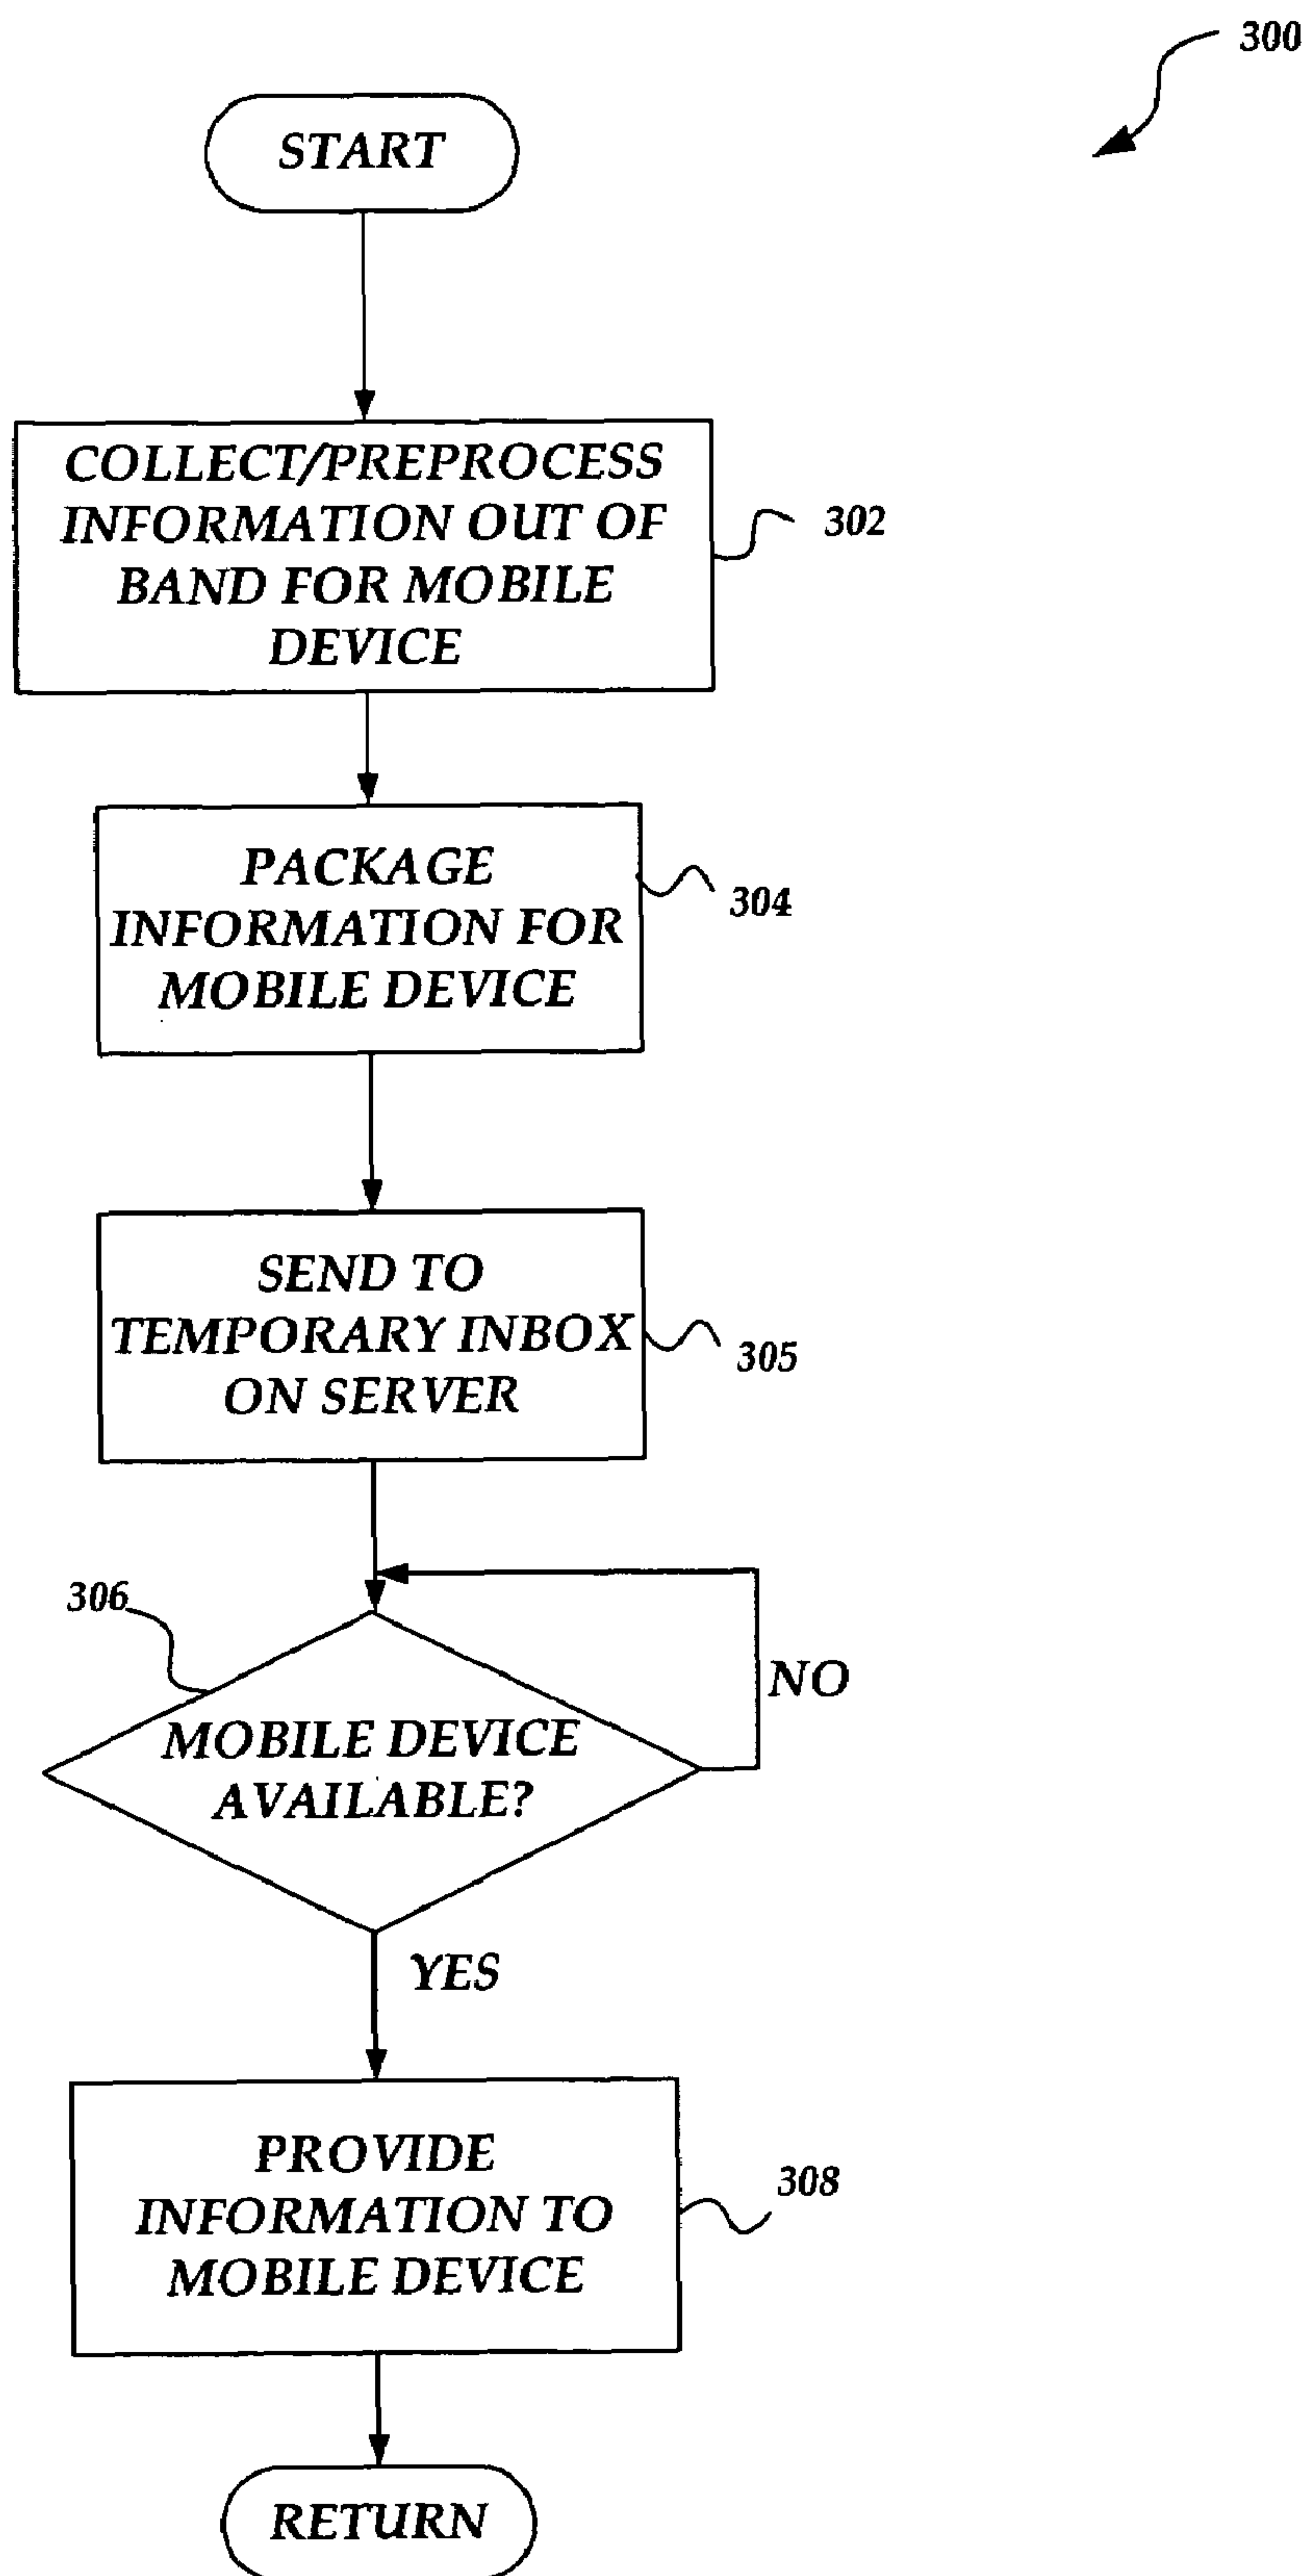 300
START
COLLECT/PREPROCESS
INFORMATION OUT OF
BAND FOR MOBILE
DEVICE
302
PACKAGE
INFORMATION FOR
MOBILE DEVICE
304
SEND TO
TEMPORARY INBOX
ON SERVER
305
306
NO
MOBILE DEVICE
AVAILABLE?
YES
PROVIDE
INFORMATION TO
MOBILE DEVICE
308
RETURN